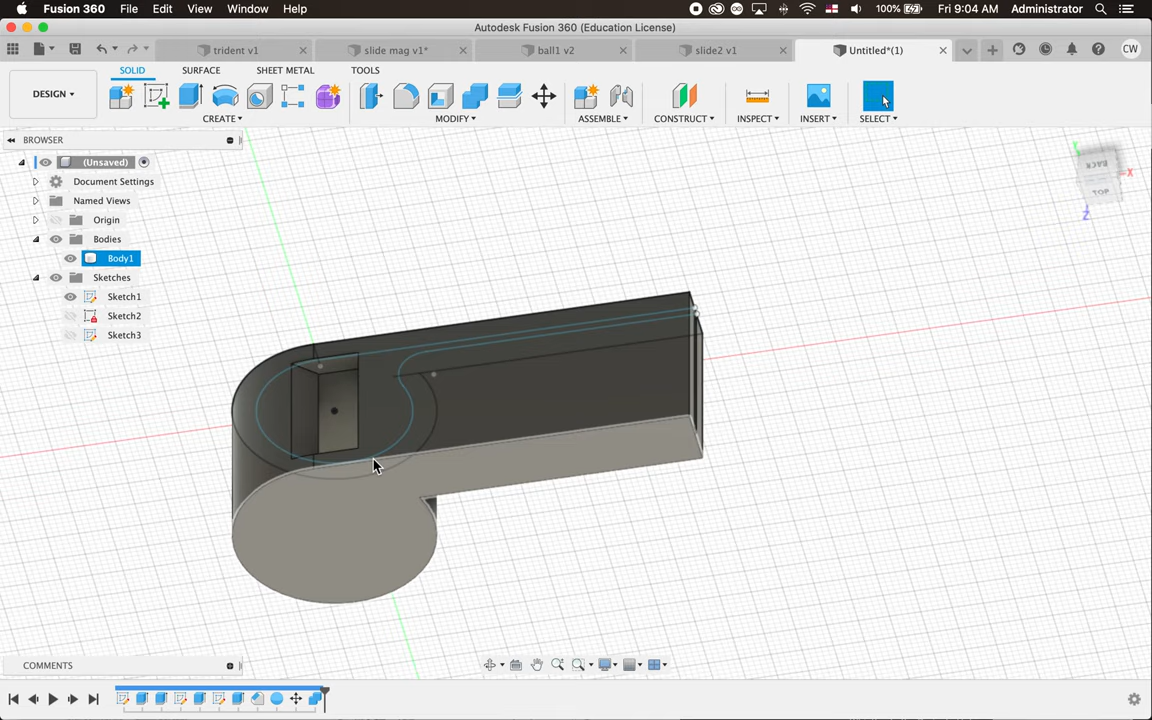 Fusion 360 File Edit View Window Help 100% Fri 9:04 AM Administrator
Autodesk Fusion 360 (Education License)
trident v1 slide mag v1* ball1 v2 slide2 v1 Untitled*(1) CW
SOLID SURFACE SHEET METAL TOOLS
DESIGN
CREATE MODIFY ASSEMBLE CONSTRUCT INSPECT INSERT SELECT
BROWSER
(Unsaved)
Document Settings
Named Views
Origin
Bodies
Body1
Sketches
Sketch1
Sketch2
Sketch3
BACK
TOP
X
Z
COMMENTS